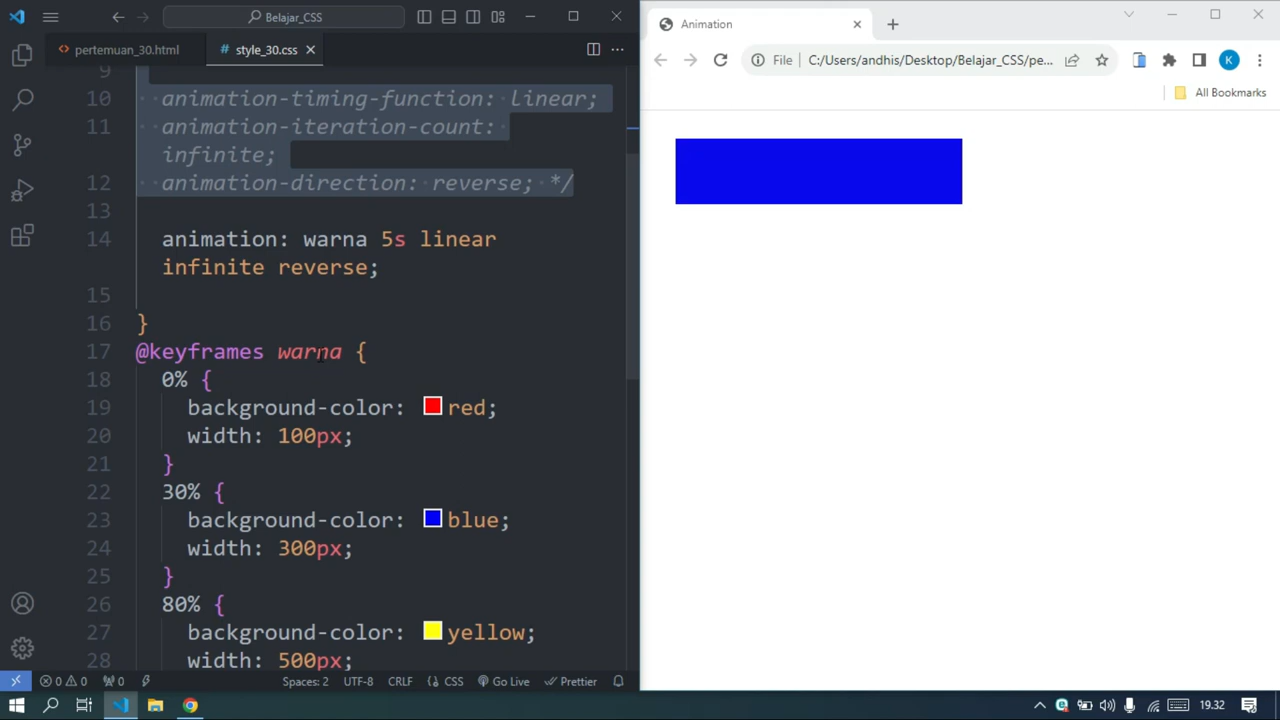 Belajar_CSS
pertemuan_30.html
# style_30.css
9
10 animation-timing-function: linear;
11 animation-iteration-count:
infinite;
12 animation-direction: reverse; */
13
14 animation: warna 5s linear
infinite reverse;
15
16 }
17 @keyframes warna {
18 0% {
19 background-color: red;
20 width: 100px;
21 }
22 30% {
23 background-color: blue;
24 width: 300px;
25 }
26 80% {
27 background-color: yellow;
28 width: 500px;
0 0 0 Spaces: 2 UTF-8 CRLF CSS Go Live Prettier
Animation
File C:/Users/andhis/Desktop/Belajar_CSS/pe... K
All Bookmarks
19.32